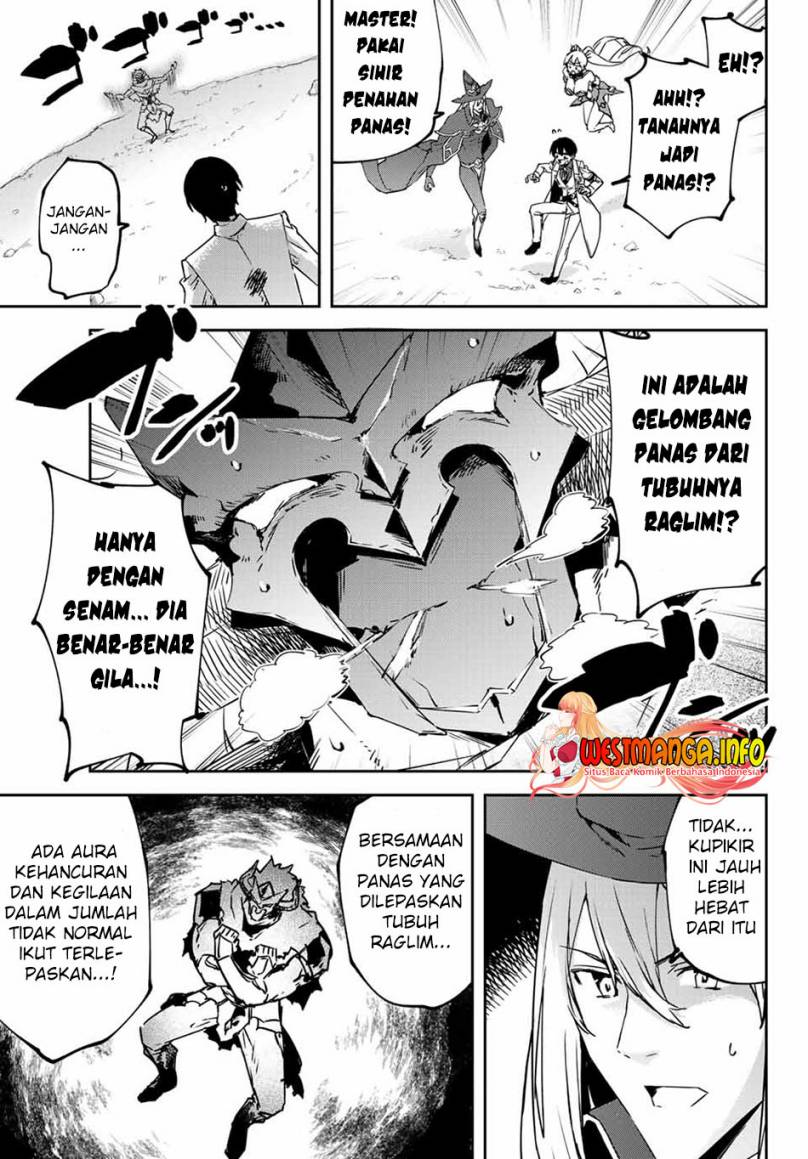 EH!?
AHH!?
TANAHNYA
JADI
PANAS!?
MASTER!
PAKAI
SIHIR
PENAHAN
PANAS!
JANGAN-
JANGAN
...
INI ADALAH
GELOMBANG
PANAS DARI
TUBUHNYA
RAGLIM!?
HANYA
DENGAN
SENAM... DIA
BENAR-BENAR
GILA...!
WESTMANGA.INFO
Situs Baca Komik Berbahasa Indonesia
TIDAK...
KUPIKIR
INI JAUH
LEBIH
HEBAT
DARI ITU
BERSAMAAN
DENGAN
PANAS YANG
DILEPASKAN
TUBUH
RAGLIM...
ADA AURA
KEHANCURAN
DAN KEGILAAN
DALAM JUMLAH
TIDAK NORMAL
IKUT TERLE-
PASKAN...!